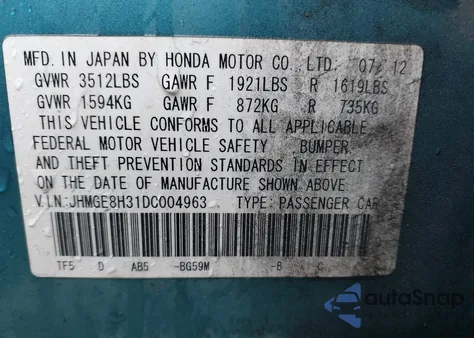 MFD. IN JAPAN BY HONDA MOTOR CO., LTD. 07/12
GVWR 3512LBS GAWR F 1921LBS R 1619LBS
GVWR 1594KG GAWR F 872KG R 735KG
THIS VEHICLE CONFORMS TO ALL APPLICABLE
FEDERAL MOTOR VEHICLE SAFETY, BUMPER
AND THEFT PREVENTION STANDARDS IN EFFECT
ON THE DATE OF MANUFACTURE SHOWN ABOVE.
V.I.N: JHMGE8H31DC004963 TYPE: PASSENGER CAR
TF5 D AB5 -BG59M -B C
autoSnap